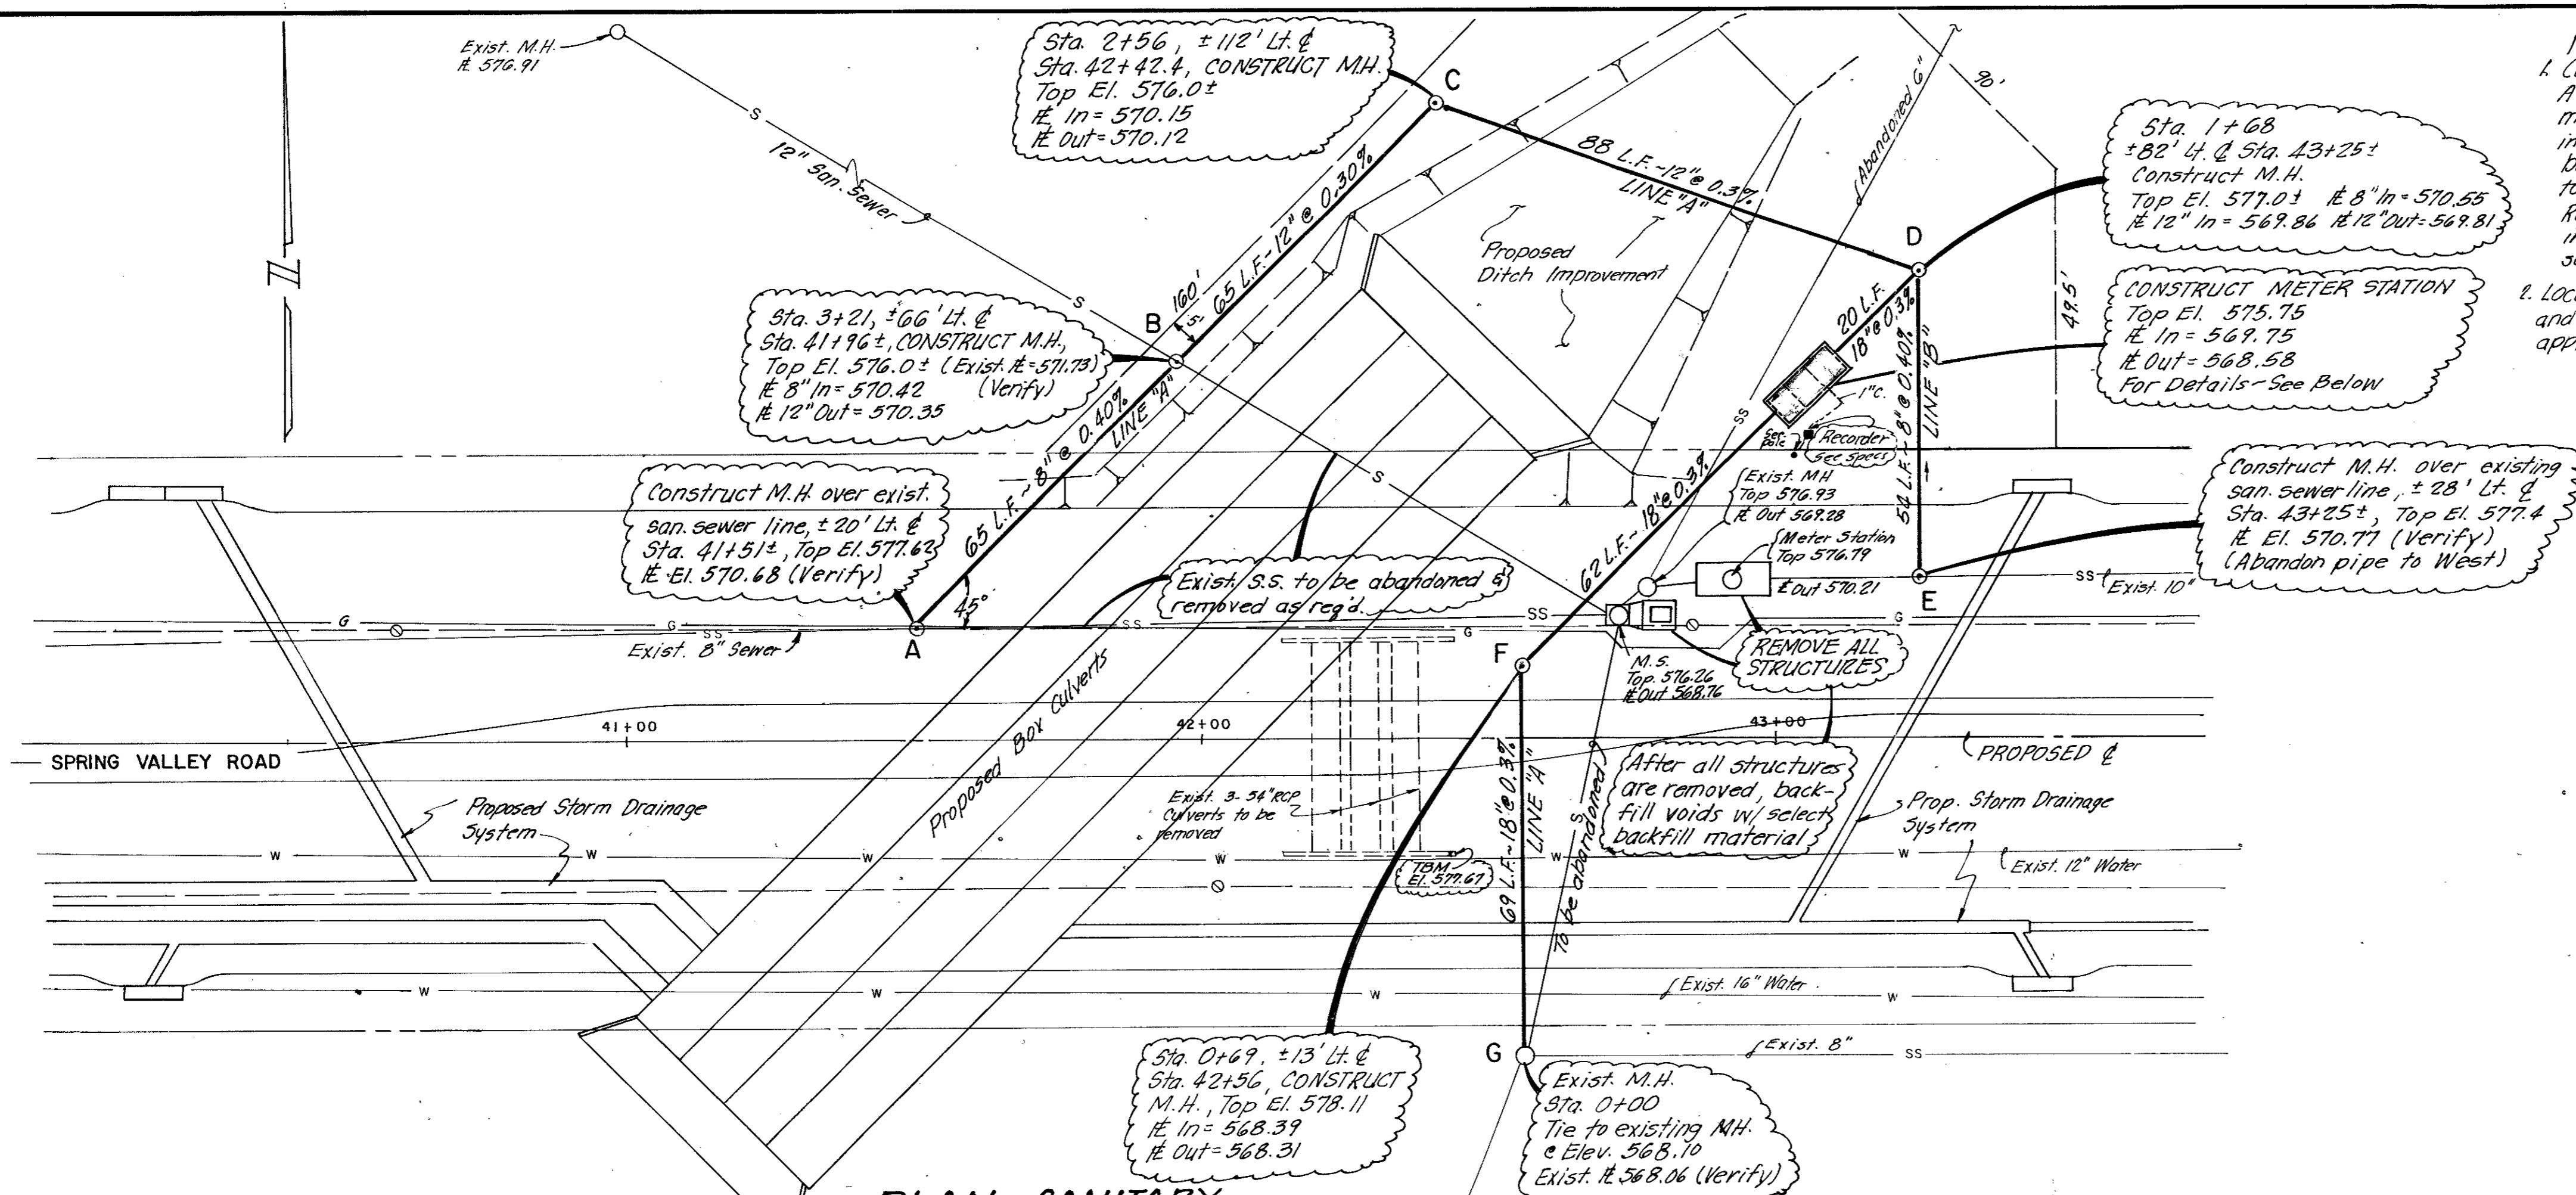 Exist. M.H.
℄ 576.91
S
12" San. Sewer
S
Sta. 2+56, ±112' Lt. ℄
Sta. 42+42.4, CONSTRUCT M.H.
Top El. 576.0±
℄ In = 570.15
℄ Out = 570.12
C
88 L.F. ~ 12" @ 0.3%
LINE "A"
(Abandoned 6"
90'
49.5'
Sta. 1+68
±82' Lt. ℄ Sta. 43+25±
Construct M.H.
Top El. 577.0± ℄ 8" In = 570.55
℄ 12" In = 569.86 ℄ 12" Out = 569.81
D
CONSTRUCT METER STATION
Top El. 575.75
℄ In = 569.75
℄ Out = 568.58
For Details - See Below
2. LOC
and
app
Proposed
Ditch Improvement
160'
5'
65 L.F. ~ 12" @ 0.30%
B
Sta. 3+21, ±66' Lt. ℄
Sta. 41+96±, CONSTRUCT M.H.,
Top El. 576.0± (Exist. ℄ = 571.73)
℄ 8" In = 570.42 (Verify)
℄ 12" Out = 570.35
65 L.F. ~ 8" @ 0.40%
LINE "A"
20 L.F.
18" @ 0.3%
54 L.F. ~ 8" @ 0.40%
LINE "B"
1" C.
SS
S
Recorder
See Specs
Exist. MH
Top 576.93
℄ Out 569.28
Meter Station
Top 576.79
℄ Out 570.21
62 L.F. ~ 18" @ 0.3%
Construct M.H. over exist.
san. sewer line, ±20' Lt. ℄
Sta. 41+51±, Top El. 577.62
℄ El. 570.68 (Verify)
Construct M.H. over existing
san. sewer line, ±28' Lt. ℄
Sta. 43+25±, Top El. 577.4
℄ El. 570.77 (Verify)
(Abandon pipe to West)
E
SS
Exist. 10"
Exist. S.S. to be abandoned &
removed as req'd.
45°
A
G
G
SS
SS
G
SS
G
Exist. 8" Sewer
F
M.S.
Top. 576.26
℄ Out 568.76
REMOVE ALL
STRUCTURES
41+00
42+00
43+00
SPRING VALLEY ROAD
PROPOSED ℄
Proposed Box Culverts
Proposed Storm Drainage
System
Exist. 3-54" RCP
Culverts to be
removed
TBM
El. 577.67
69 L.F. ~ 18" @ 0.3%
LINE "A"
S
To be abandoned
After all structures
are removed, back-
fill voids w/ select
backfill material
Prop. Storm Drainage
System
Exist. 12" Water
W
W
W
W
W
W
Exist. 16" Water
W
W
W
W
G
Exist. 8"
SS
Sta. 0+69, ±13' Lt. ℄
Sta. 42+56, CONSTRUCT
M.H., Top El. 578.11
℄ In = 568.39
℄ Out = 568.31
Exist. M.H.
Sta. 0+00
Tie to existing MH.
@ Elev. 568.10
Exist. ℄ 568.06 (Verify)
PLAN - SANITARY